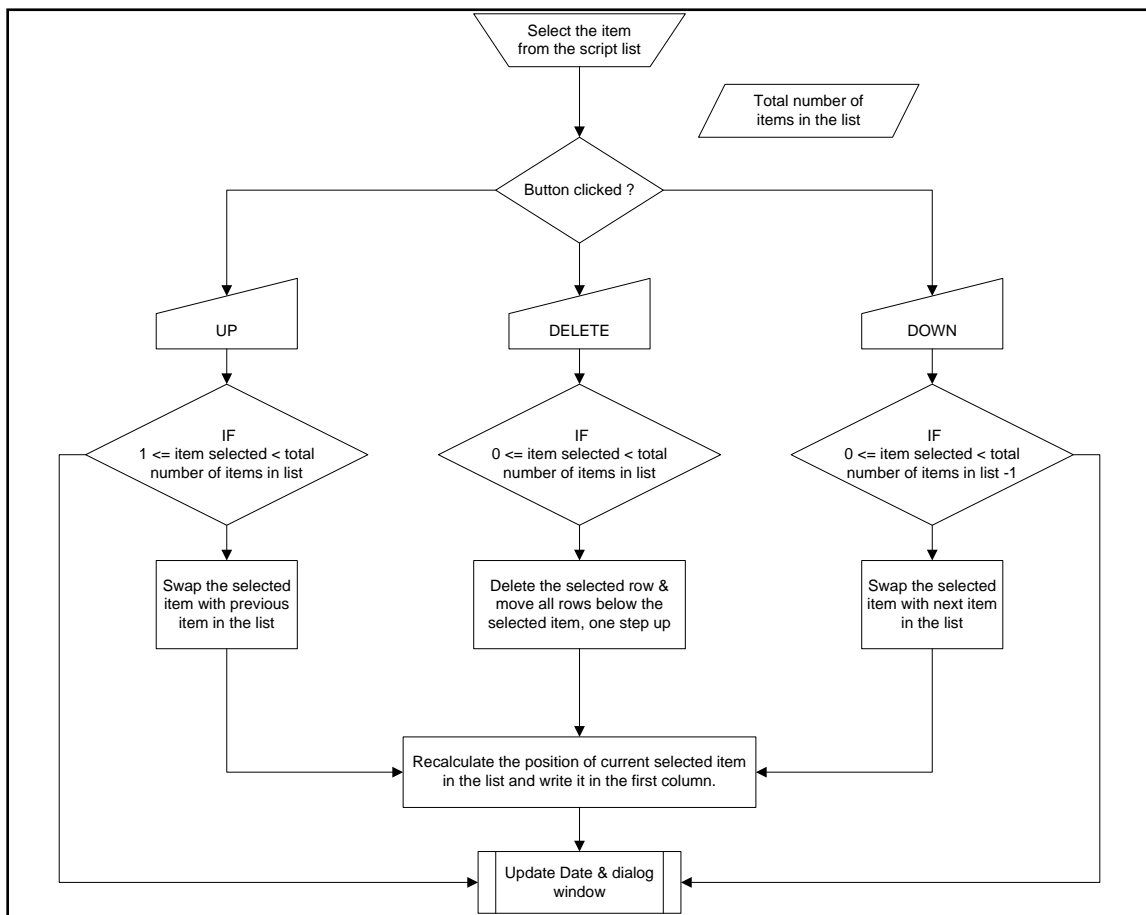 Select the item
from the script list
Total number of
items in the list
Button clicked ?
UP
DELETE
DOWN
IF
1 <= item selected < total
number of items in list
IF
0 <= item selected < total
number of items in list
IF
0 <= item selected < total
number of items in list -1
Swap the selected
item with previous
item in the list
Delete the selected row &
move all rows below the
selected item, one step up
Swap the selected
item with next item
in the list
Recalculate the position of current selected item
in the list and write it in the first column.
Update Date & dialog
window